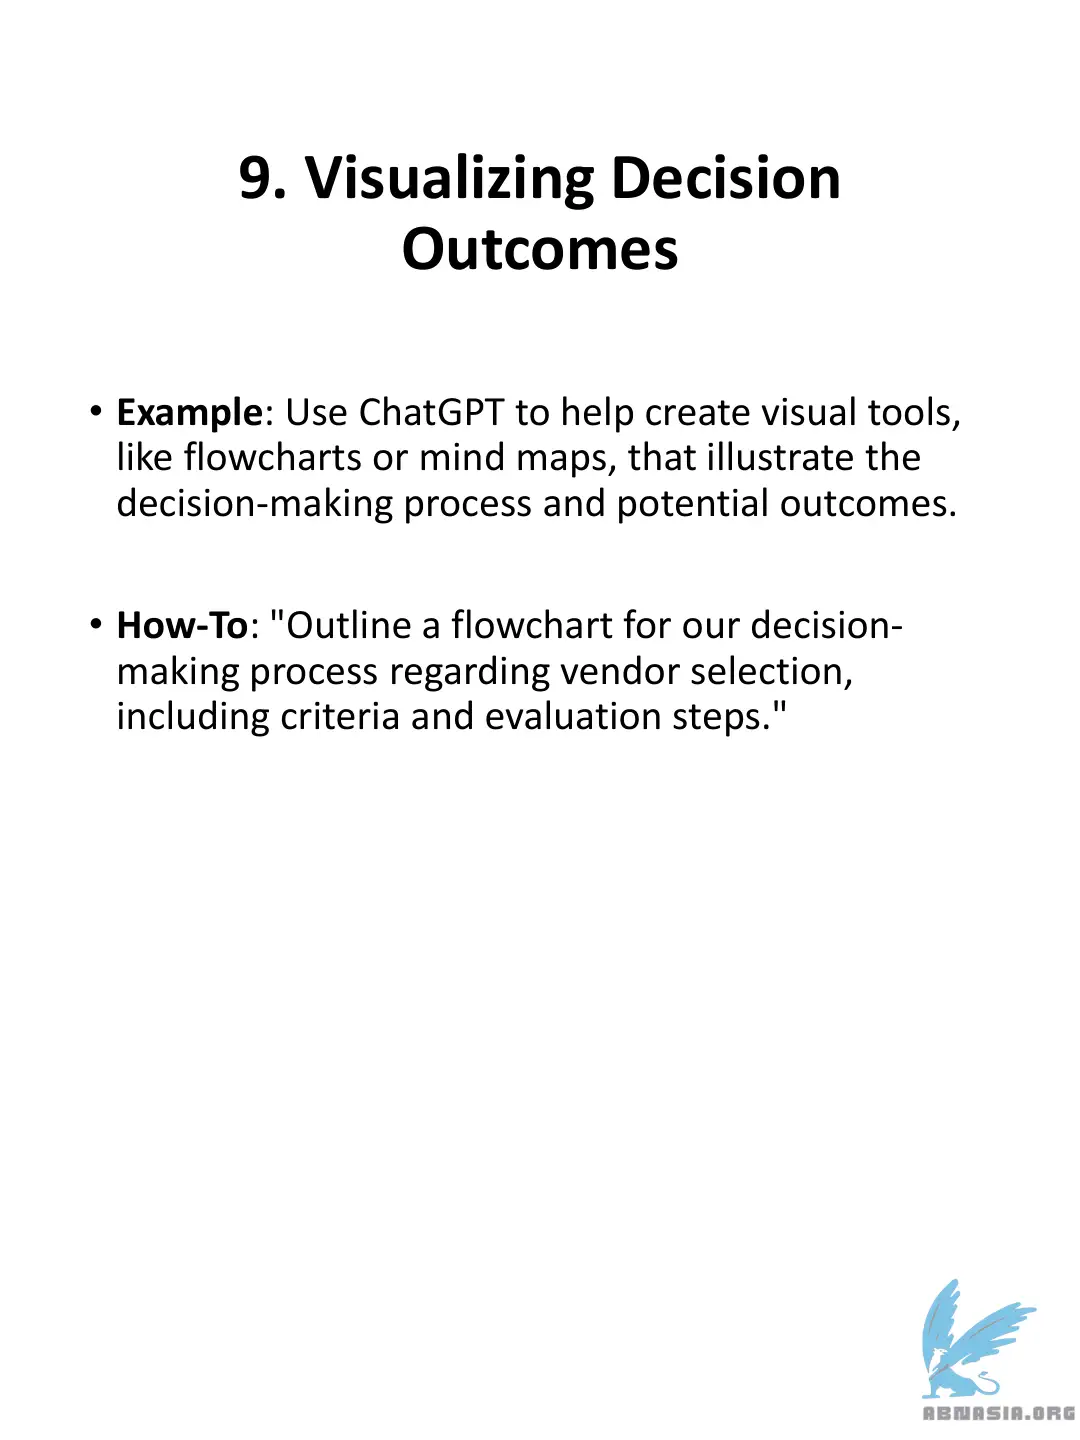 9. Visualizing Decision
Outcomes
• Example: Use ChatGPT to help create visual tools,
like flowcharts or mind maps, that illustrate the
decision-making process and potential outcomes.
• How-To: "Outline a flowchart for our decision-
making process regarding vendor selection,
including criteria and evaluation steps."
ABNASIA.ORG